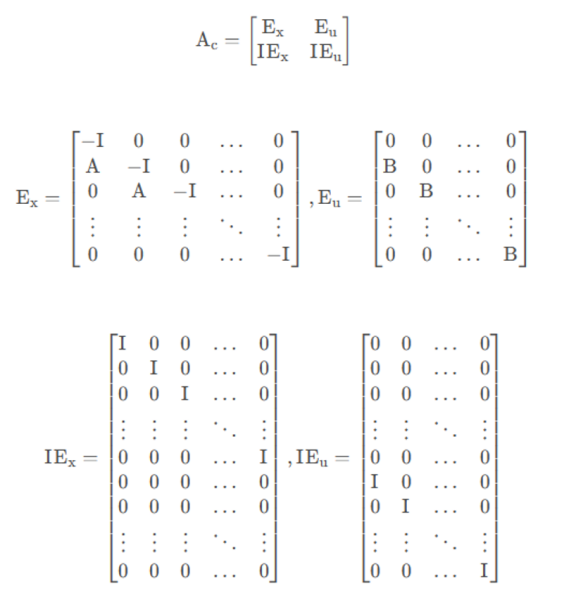 A_c = [ E_x E_u
IE_x IE_u ]
E_x = [ −I 0 0 … 0
A −I 0 … 0
0 A −I … 0
⋮ ⋮ ⋮ ⋱ ⋮
0 0 0 … −I ]
, E_u = [ 0 0 … 0
B 0 … 0
0 B … 0
⋮ ⋮ ⋱ ⋮
0 0 … B ]
IE_x = [ I 0 0 … 0
0 I 0 … 0
0 0 I … 0
⋮ ⋮ ⋮ ⋱ ⋮
0 0 0 … I
0 0 0 … 0
0 0 0 … 0
⋮ ⋮ ⋮ ⋱ ⋮
0 0 0 … 0 ]
, IE_u = [ 0 0 … 0
0 0 … 0
0 0 … 0
⋮ ⋮ ⋱ ⋮
0 0 … 0
I 0 … 0
0 I … 0
⋮ ⋮ ⋱ ⋮
0 0 … I ]